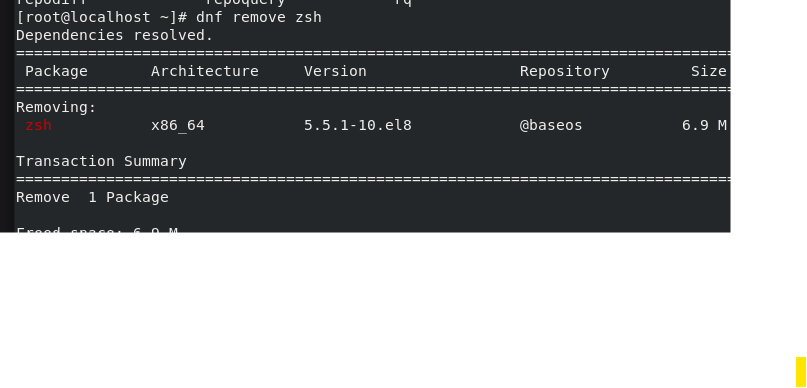 repodiff repoquery rq
[root@localhost ~]# dnf remove zsh
Dependencies resolved.
================================================================================
Package Architecture Version Repository Size
================================================================================
Removing:
zsh x86_64 5.5.1-10.el8 @baseos 6.9 M
Transaction Summary
================================================================================
Remove 1 Package
Freed space: 6.9 M